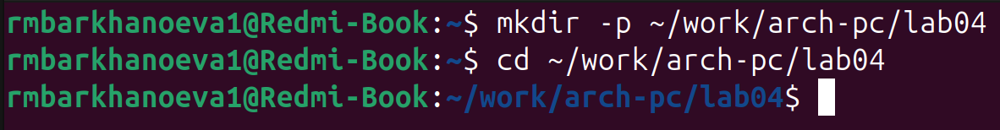 rmbarkhanoeva1@Redmi-Book:~$ mkdir -p ~/work/arch-pc/lab04
rmbarkhanoeva1@Redmi-Book:~$ cd ~/work/arch-pc/lab04
rmbarkhanoeva1@Redmi-Book:~/work/arch-pc/lab04$